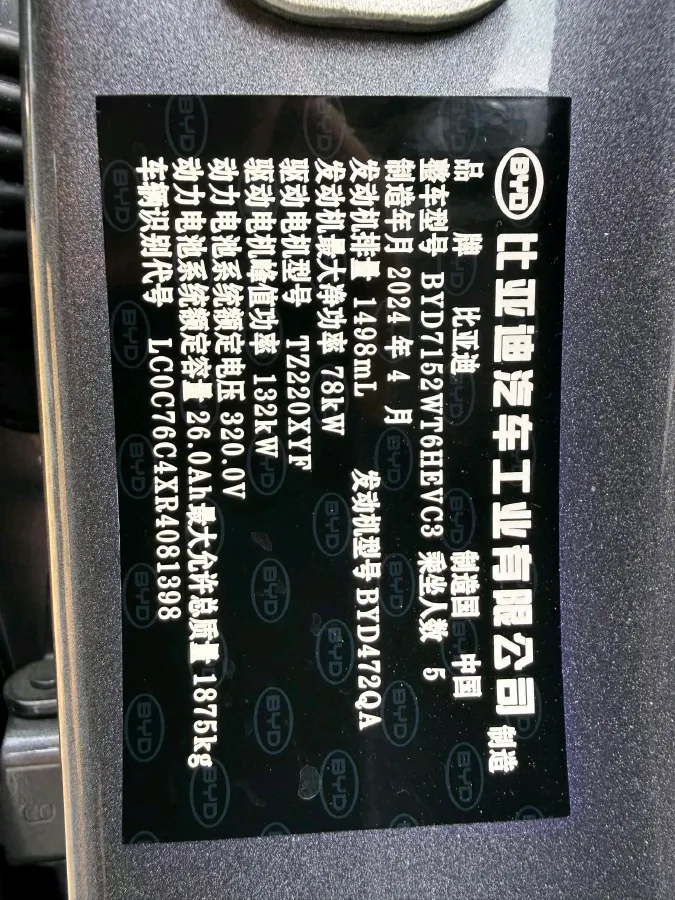 BYD 比亚迪汽车工业有限公司 制造
品 牌 比亚迪 制造国 中国
整车型号 BYD7152WT6HEVC3 乘坐人数 5
制造年月 2024 年 4 月
发动机排量 1498mL 发动机型号 BYD472QA
发动机最大净功率 78kW
驱动电机型号 TZ220XYF
驱动电机峰值功率 132kW
动力电池系统额定电压 320.0V
动力电池系统额定容量 26.0Ah 最大允许总质量 1875kg
车辆识别代号 LC0C76C4XR4081398